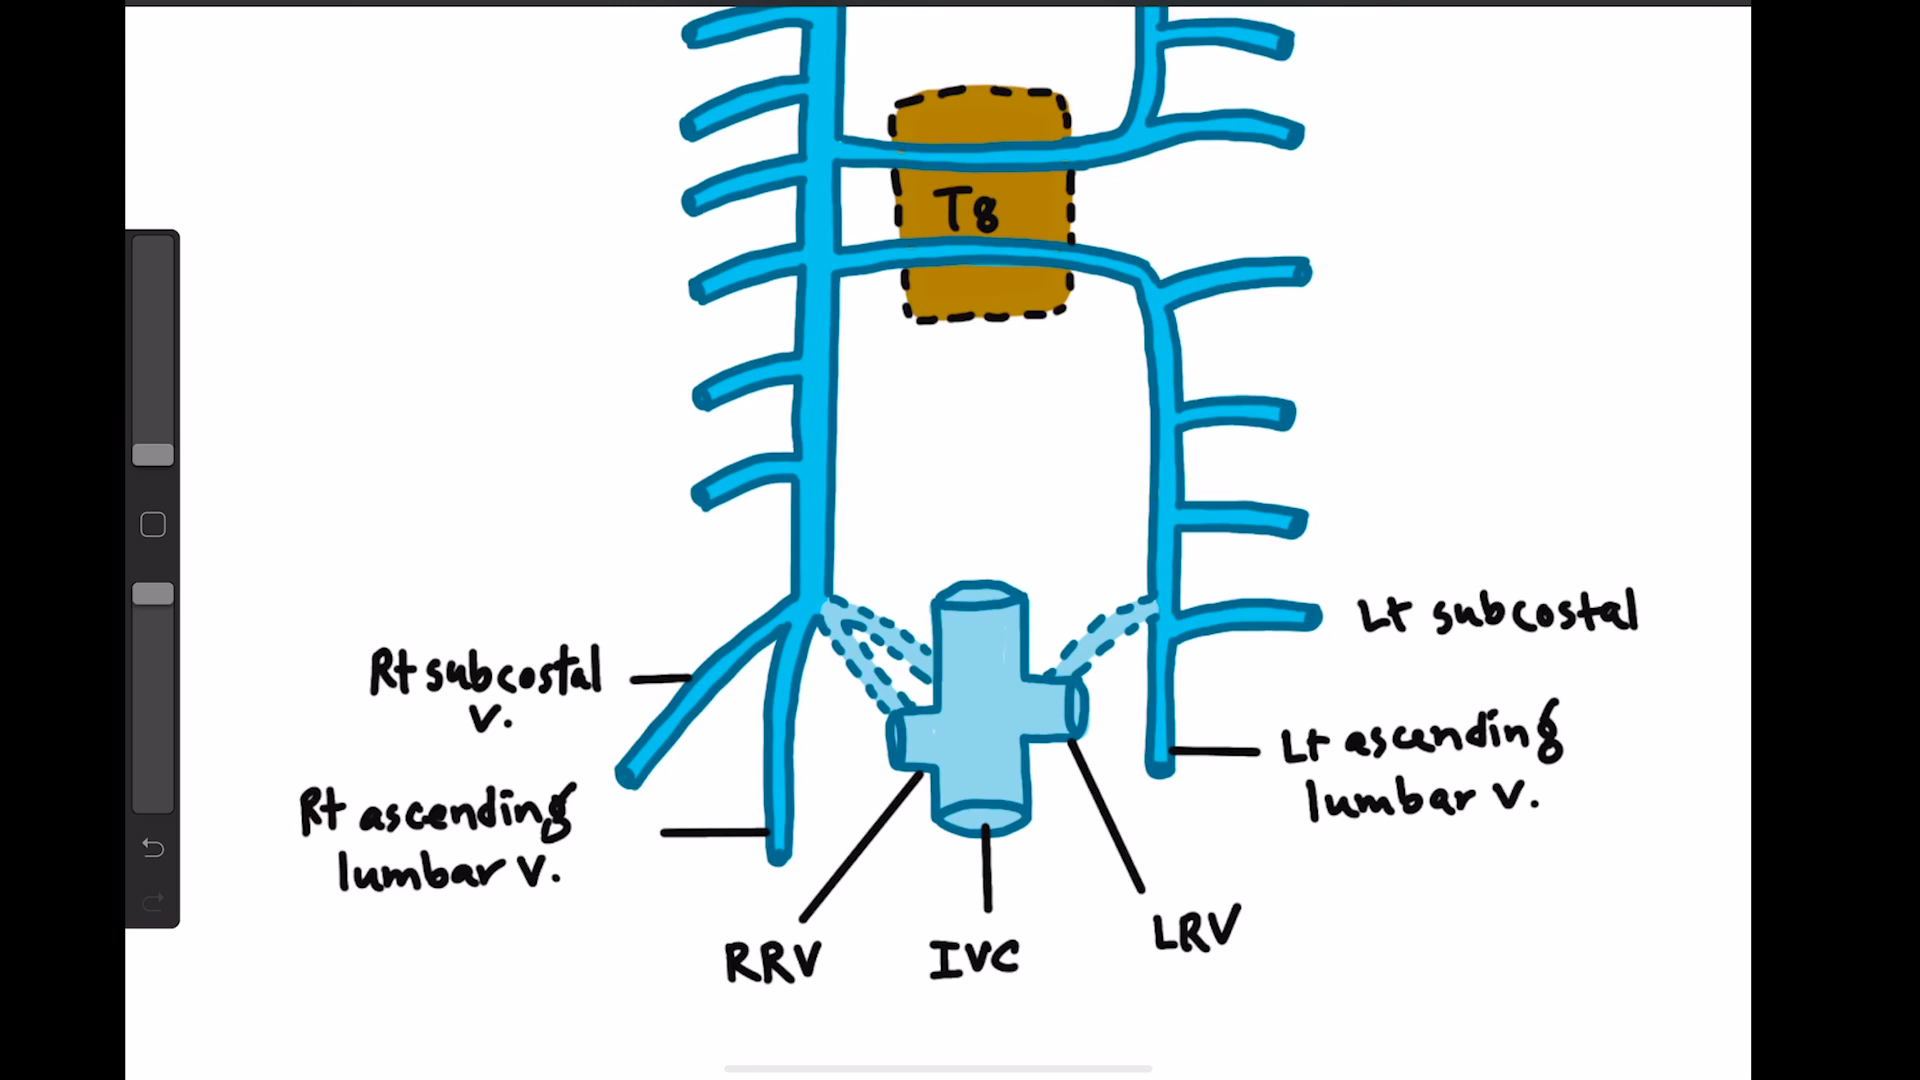 T8
Lt subcostal
Rt subcostal
v.
Lt ascending
lumbar v.
Rt ascending
lumbar v.
RRV
IVC
LRV